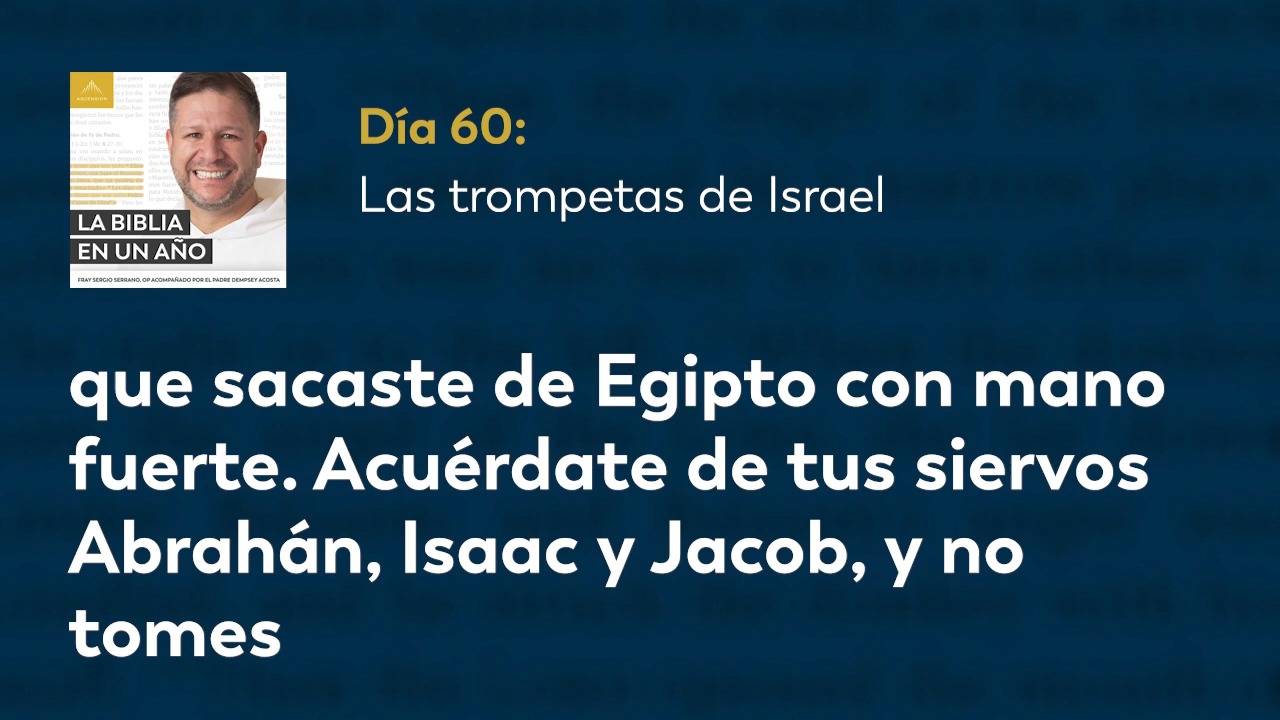 ASCENSION
LA BIBLIA
EN UN AÑO
FRAY SERGIO SERRANO, OP ACOMPAÑADO POR EL PADRE DEMPSEY ACOSTA
Día 60:
Las trompetas de Israel
que sacaste de Egipto con mano
fuerte. Acuérdate de tus siervos
Abrahán, Isaac y Jacob, y no
tomes